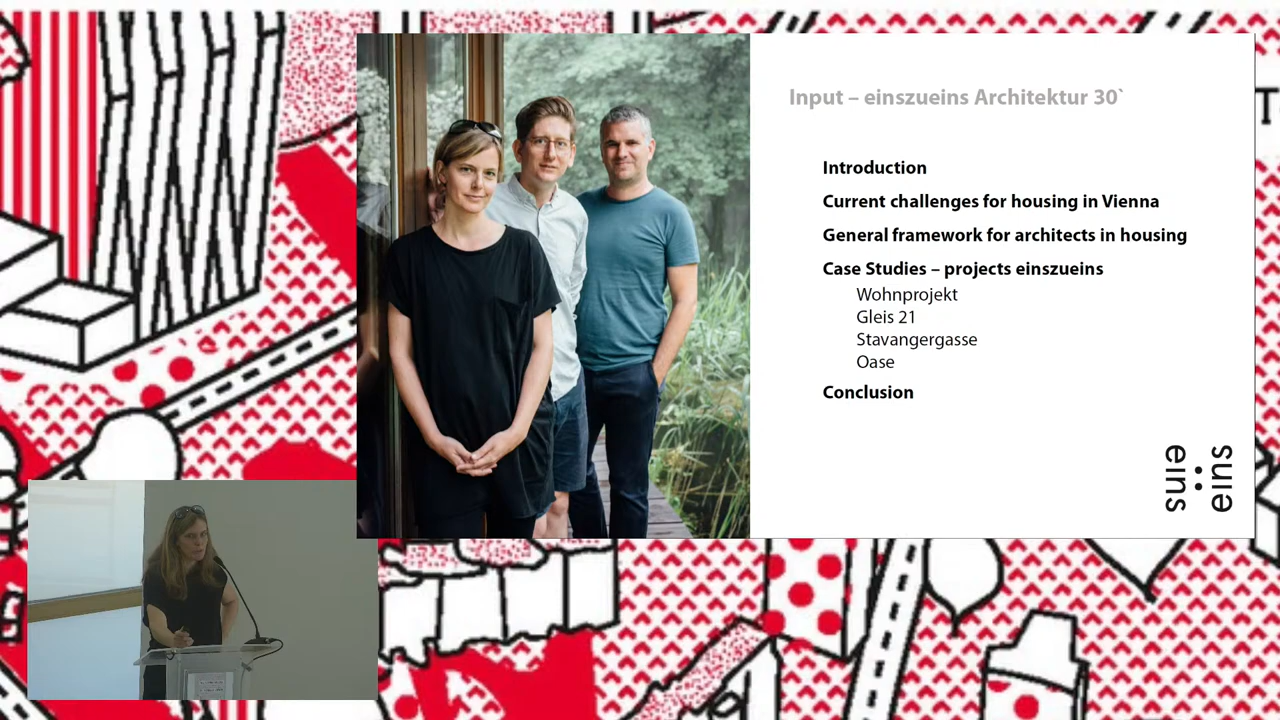 Input – einszueins Architektur 30`
Introduction
Current challenges for housing in Vienna
General framework for architects in housing
Case Studies – projects einszueins
Wohnprojekt
Gleis 21
Stavangergasse
Oase
Conclusion
eins
:
eins
T